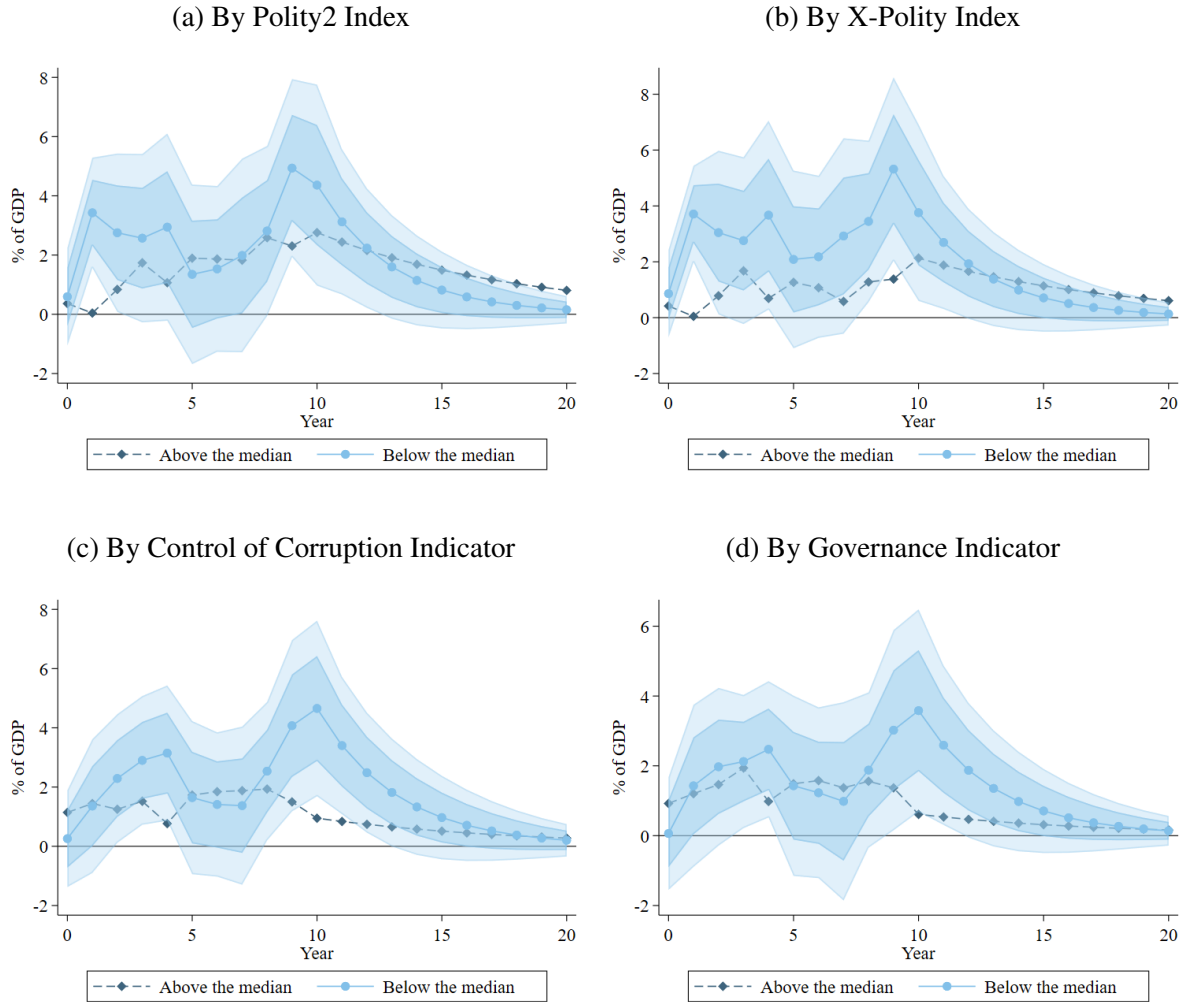 (a) By Polity2 Index
(b) By X-Polity Index
% of GDP
8
6
4
2
0
-2
0 5 10 15 20
Year
Above the median Below the median
% of GDP
8
6
4
2
0
-2
0 5 10 15 20
Year
Above the median Below the median
(c) By Control of Corruption Indicator
(d) By Governance Indicator
% of GDP
8
6
4
2
0
-2
0 5 10 15 20
Year
Above the median Below the median
% of GDP
6
4
2
0
-2
0 5 10 15 20
Year
Above the median Below the median